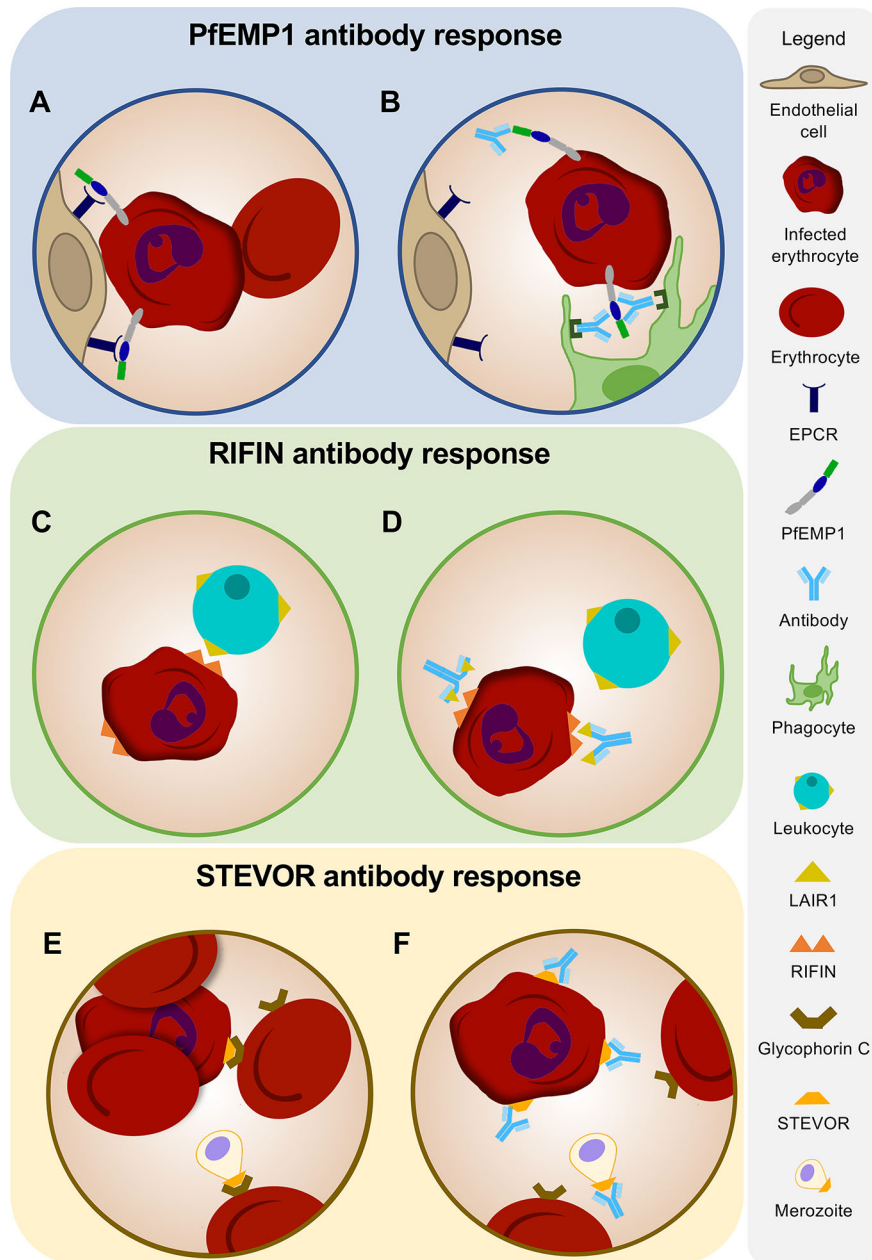 PfEMP1 antibody response
A
B
RIFIN antibody response
C
D
STEVOR antibody response
E
F
Legend
Endothelial
cell
Infected
erythrocyte
Erythrocyte
EPCR
PfEMP1
Antibody
Phagocyte
Leukocyte
LAIR1
RIFIN
Glycophorin C
STEVOR
Merozoite